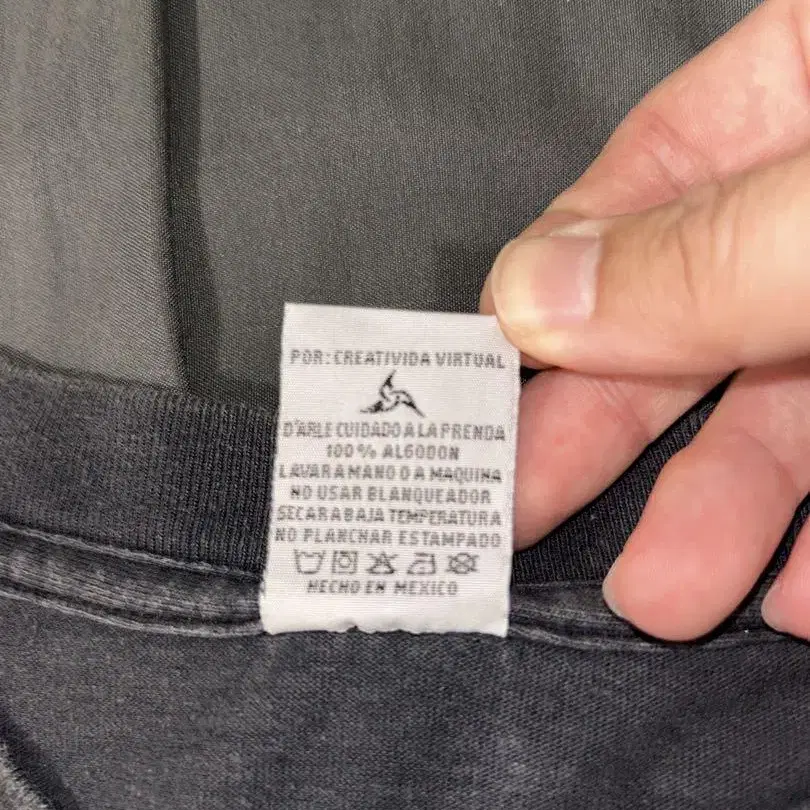 POR: CREATIVIDA VIRTUAL
D'ARLE CUIDADO A LA PRENDA
100% ALGODON
LAVAR A MANO O A MAQUINA
NO USAR BLANQUEADOR
SECAR A BAJA TEMPERATURA
NO PLANCHAR ESTAMPADO
HECHO EN MEXICO